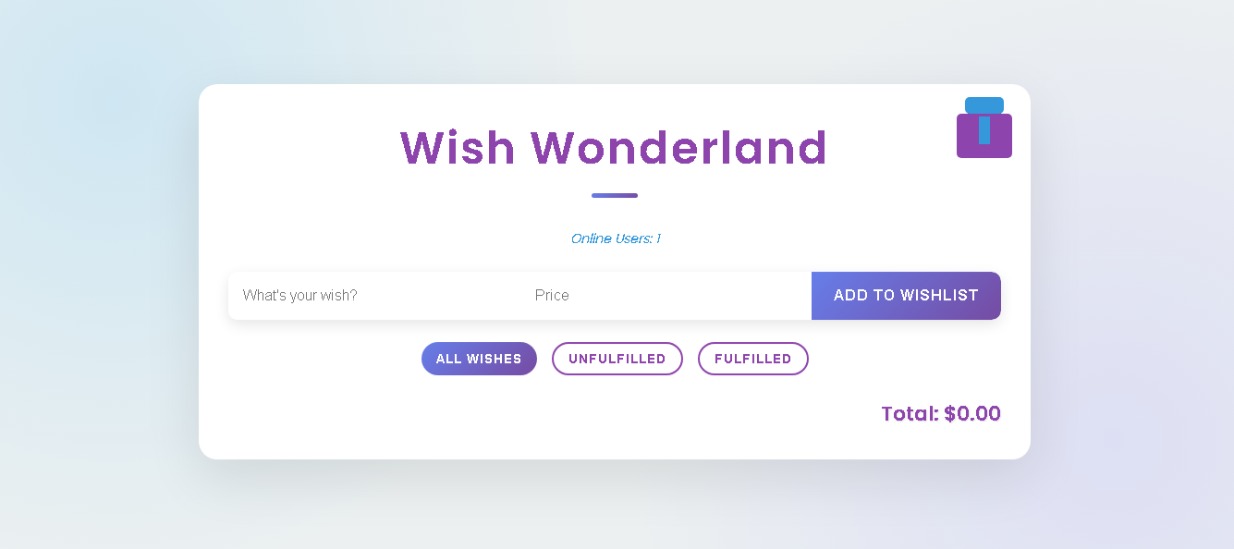 Wish Wonderland
Online Users: 1
What's your wish? Price ADD TO WISHLIST
ALL WISHES UNFULFILLED FULFILLED
Total: $0.00